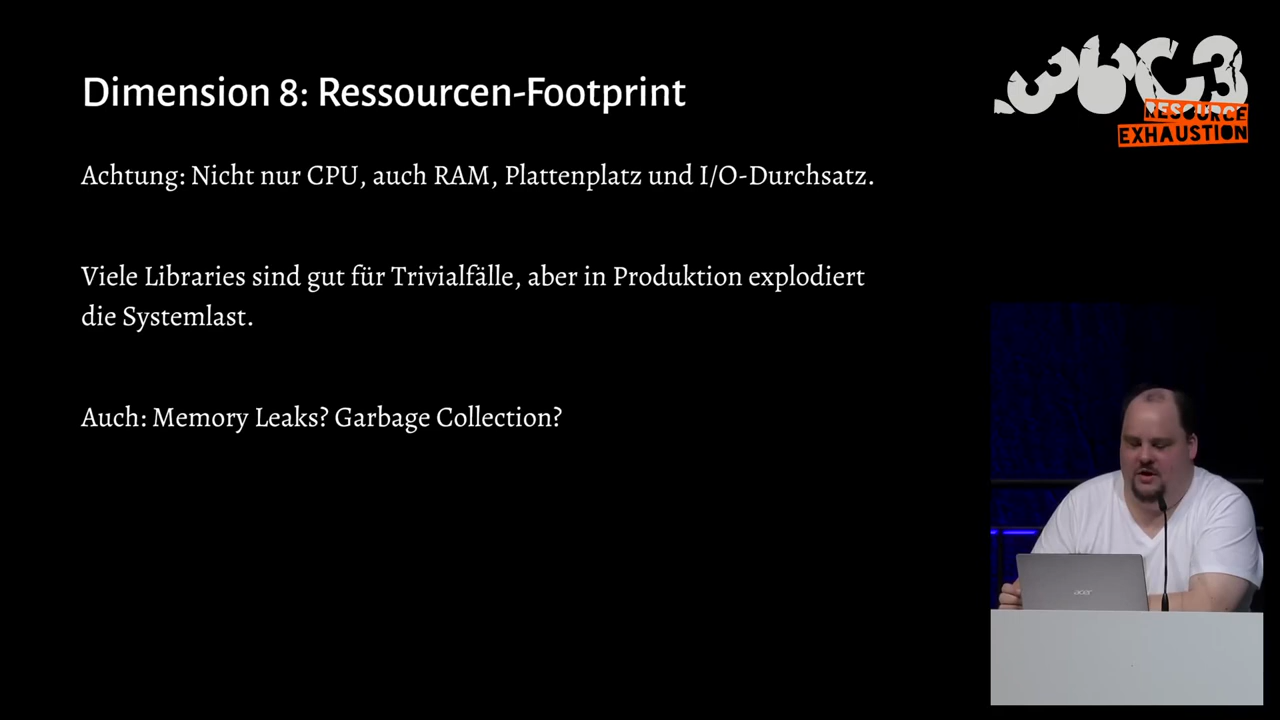 Dimension 8: Ressourcen-Footprint
36C3
RESOURCE
EXHAUSTION
Achtung: Nicht nur CPU, auch RAM, Plattenplatz und I/O-Durchsatz.
Viele Libraries sind gut für Trivialfälle, aber in Produktion explodiert
die Systemlast.
Auch: Memory Leaks? Garbage Collection?
acer